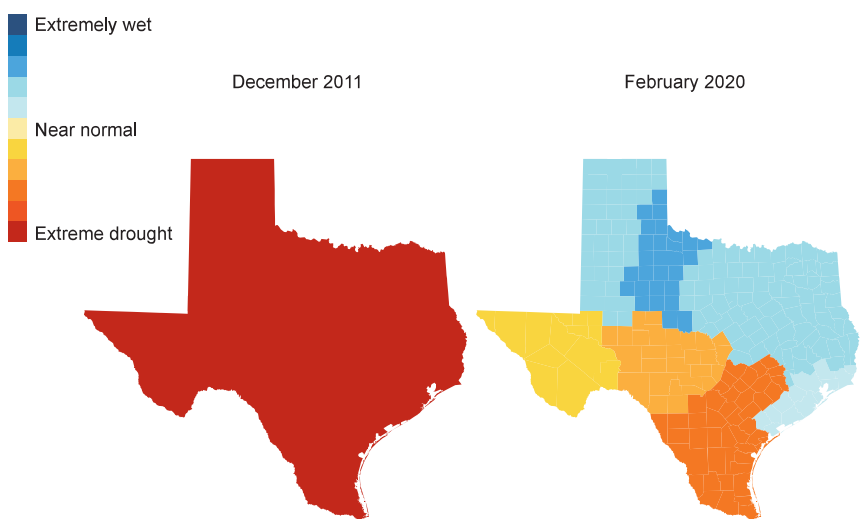 Extremely wet
December 2011
February 2020
Near normal
Extreme drought